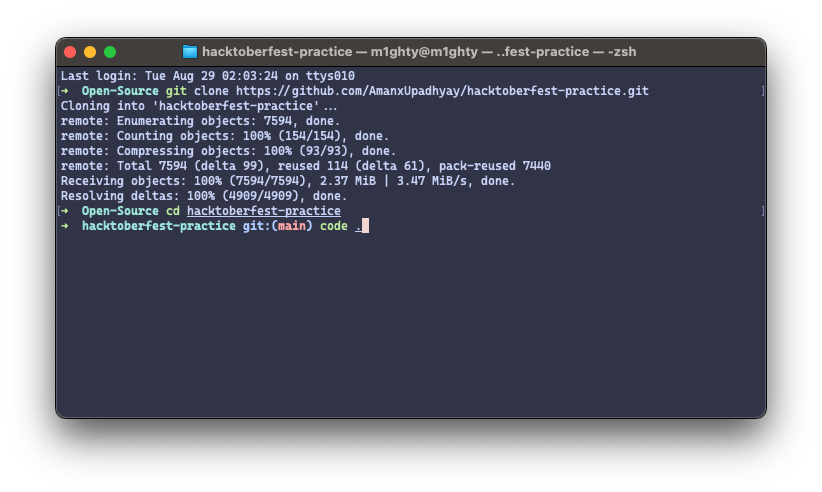 hacktoberfest-practice — m1ghty@m1ghty — ..fest-practice — -zsh
Last login: Tue Aug 29 02:03:24 on ttys010
[➜  Open-Source git clone https://github.com/AmanxUpadhyay/hacktoberfest-practice.git ]
Cloning into 'hacktoberfest-practice'...
remote: Enumerating objects: 7594, done.
remote: Counting objects: 100% (154/154), done.
remote: Compressing objects: 100% (93/93), done.
remote: Total 7594 (delta 99), reused 114 (delta 61), pack-reused 7440
Receiving objects: 100% (7594/7594), 2.37 MiB | 3.47 MiB/s, done.
Resolving deltas: 100% (4909/4909), done.
[➜  Open-Source cd hacktoberfest-practice ]
➜  hacktoberfest-practice git:(main) code .